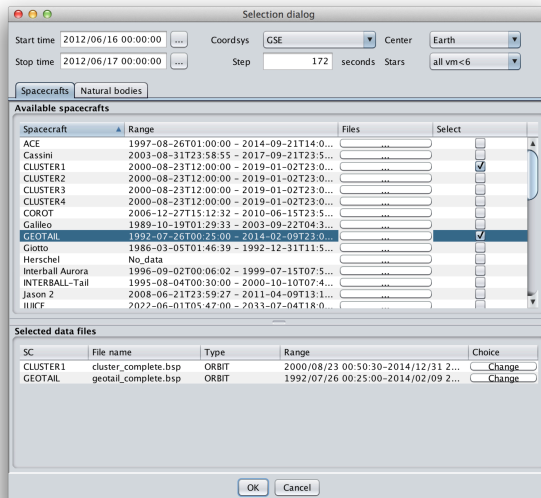 Selection dialog
Start time 2012/06/16 00:00:00 ... Coordsys GSE Center Earth
Stop time 2012/06/17 00:00:00 ... Step 172 seconds Stars all vm<6
Spacecrafts Natural bodies
Available spacecrafts
Spacecraft Range Files Select
ACE 1997-08-26T01:00:00 - 2014-09-21T14:0... ...
Cassini 2003-08-31T23:58:55 - 2017-09-21T23:5... ...
CLUSTER1 2000-08-23T12:00:00 - 2019-01-02T23:0... ...
CLUSTER2 2000-08-23T12:00:00 - 2019-01-02T23:0... ...
CLUSTER3 2000-08-23T12:00:00 - 2019-01-02T23:0... ...
CLUSTER4 2000-08-23T12:00:00 - 2019-01-02T23:0... ...
COROT 2006-12-27T15:12:32 - 2010-06-15T23:5... ...
Galileo 1989-10-19T01:29:33 - 2003-09-22T04:3... ...
GEOTAIL 1992-07-26T00:25:00 - 2014-02-09T23:0... ...
Giotto 1986-03-05T01:46:39 - 1992-12-31T11:5... ...
Herschel No_data ...
Interball Aurora 1996-09-02T00:06:02 - 1999-07-15T07:5... ...
INTERBALL-Tail 1995-08-04T00:30:00 - 2000-10-10T07:4... ...
Jason 2 2008-06-21T23:59:27 - 2011-04-09T13:1... ...
JUICE 2022-06-01T05:47:00 - 2033-07-04T18:0...
Selected data files
SC File name Type Range Choice
CLUSTER1 cluster_complete.bsp ORBIT 2000/08/23 00:50:30-2014/12/31 2... Change
GEOTAIL geotail_complete.bsp ORBIT 1992/07/26 00:25:00-2014/02/09 2... Change
OK Cancel